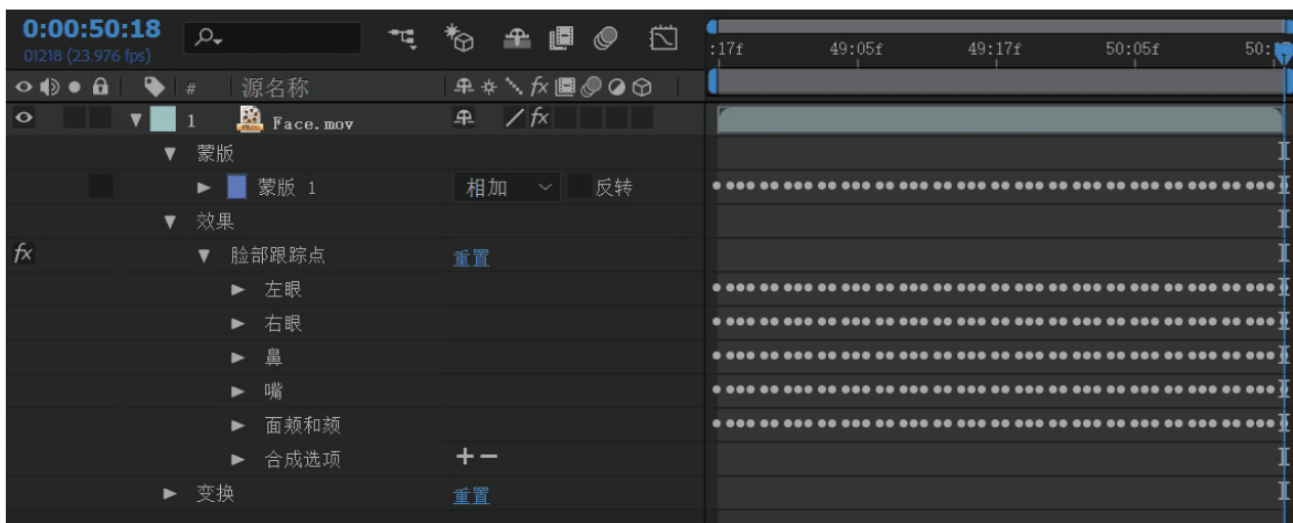 0:00:50:18
01218 (23.976 fps)
:17f 49:05f 49:17f 50:05f 50:
# 源名称 fx
1 Face.mov fx
蒙版
蒙版 1 相加 反转
效果
fx 脸部跟踪点 重置
左眼
右眼
鼻
嘴
面颊和颏
合成选项
变换 重置